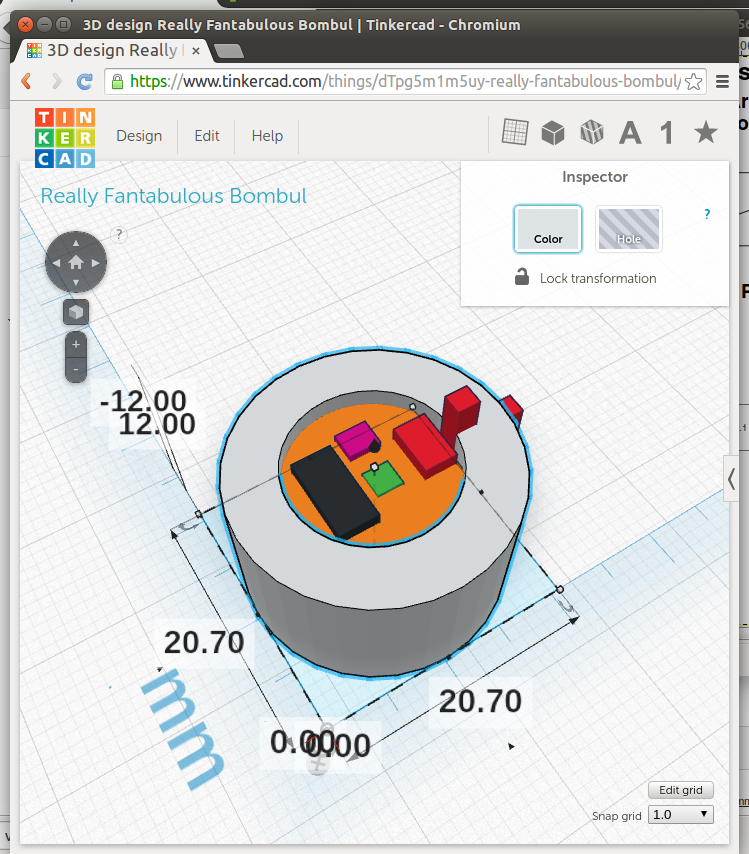 3D design Really Fantabulous Bombul | Tinkercad - Chromium
3D design Really
https://www.tinkercad.com/things/dTpg5m1m5uy-really-fantabulous-bombul/
TIN
KER
CAD
Design Edit Help
A 1
Really Fantabulous Bombul
Inspector
?
Color
Hole
?
Lock transformation
+
-
-12.00
12.00
20.70
20.70
0.00
0.00
mm
Edit grid
Snap grid 1.0